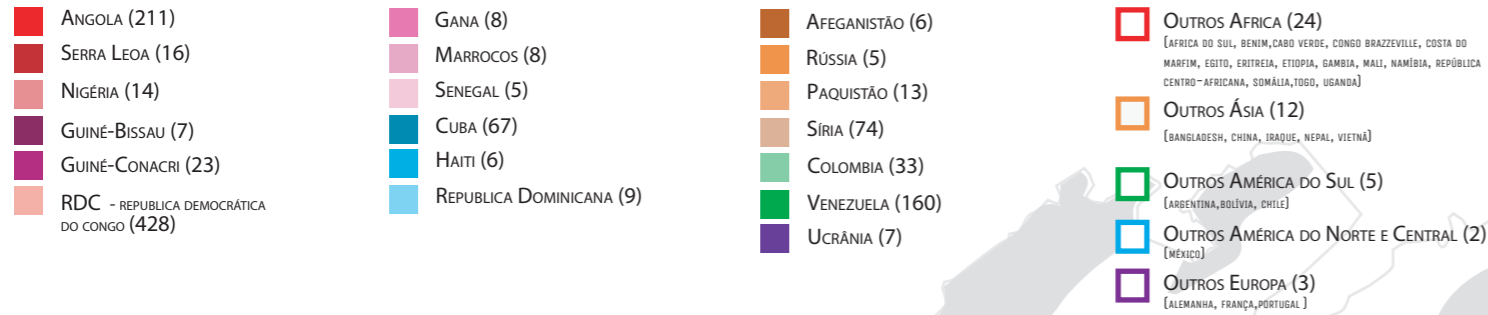 Angola (211)
Serra Leoa (16)
Nigéria (14)
Guiné-Bissau (7)
Guiné-Conacri (23)
RDC - republica democrática
do congo (428)
Gana (8)
Marrocos (8)
Senegal (5)
Cuba (67)
Haiti (6)
Republica Dominicana (9)
Afeganistão (6)
Rússia (5)
Paquistão (13)
Síria (74)
Colombia (33)
Venezuela (160)
Ucrânia (7)
Outros Africa (24)
[AFRICA DO SUL, BENIM,CABO VERDE, CONGO BRAZZEVILLE, COSTA DO
MARFIM, EGITO, ERITREIA, ETIOPIA, GAMBIA, MALI, NAMÍBIA, REPÚBLICA
CENTRO-AFRICANA, SOMÁLIA,TOGO, UGANDA]
Outros Ásia (12)
[BANGLADESH, CHINA, IRAQUE, NEPAL, VIETNÃ]
Outros América do Sul (5)
[ARGENTINA,BOLÍVIA, CHILE]
Outros América do Norte e Central (2)
[MÉXICO]
Outros Europa (3)
[ALEMANHA, FRANÇA,PORTUGAL ]